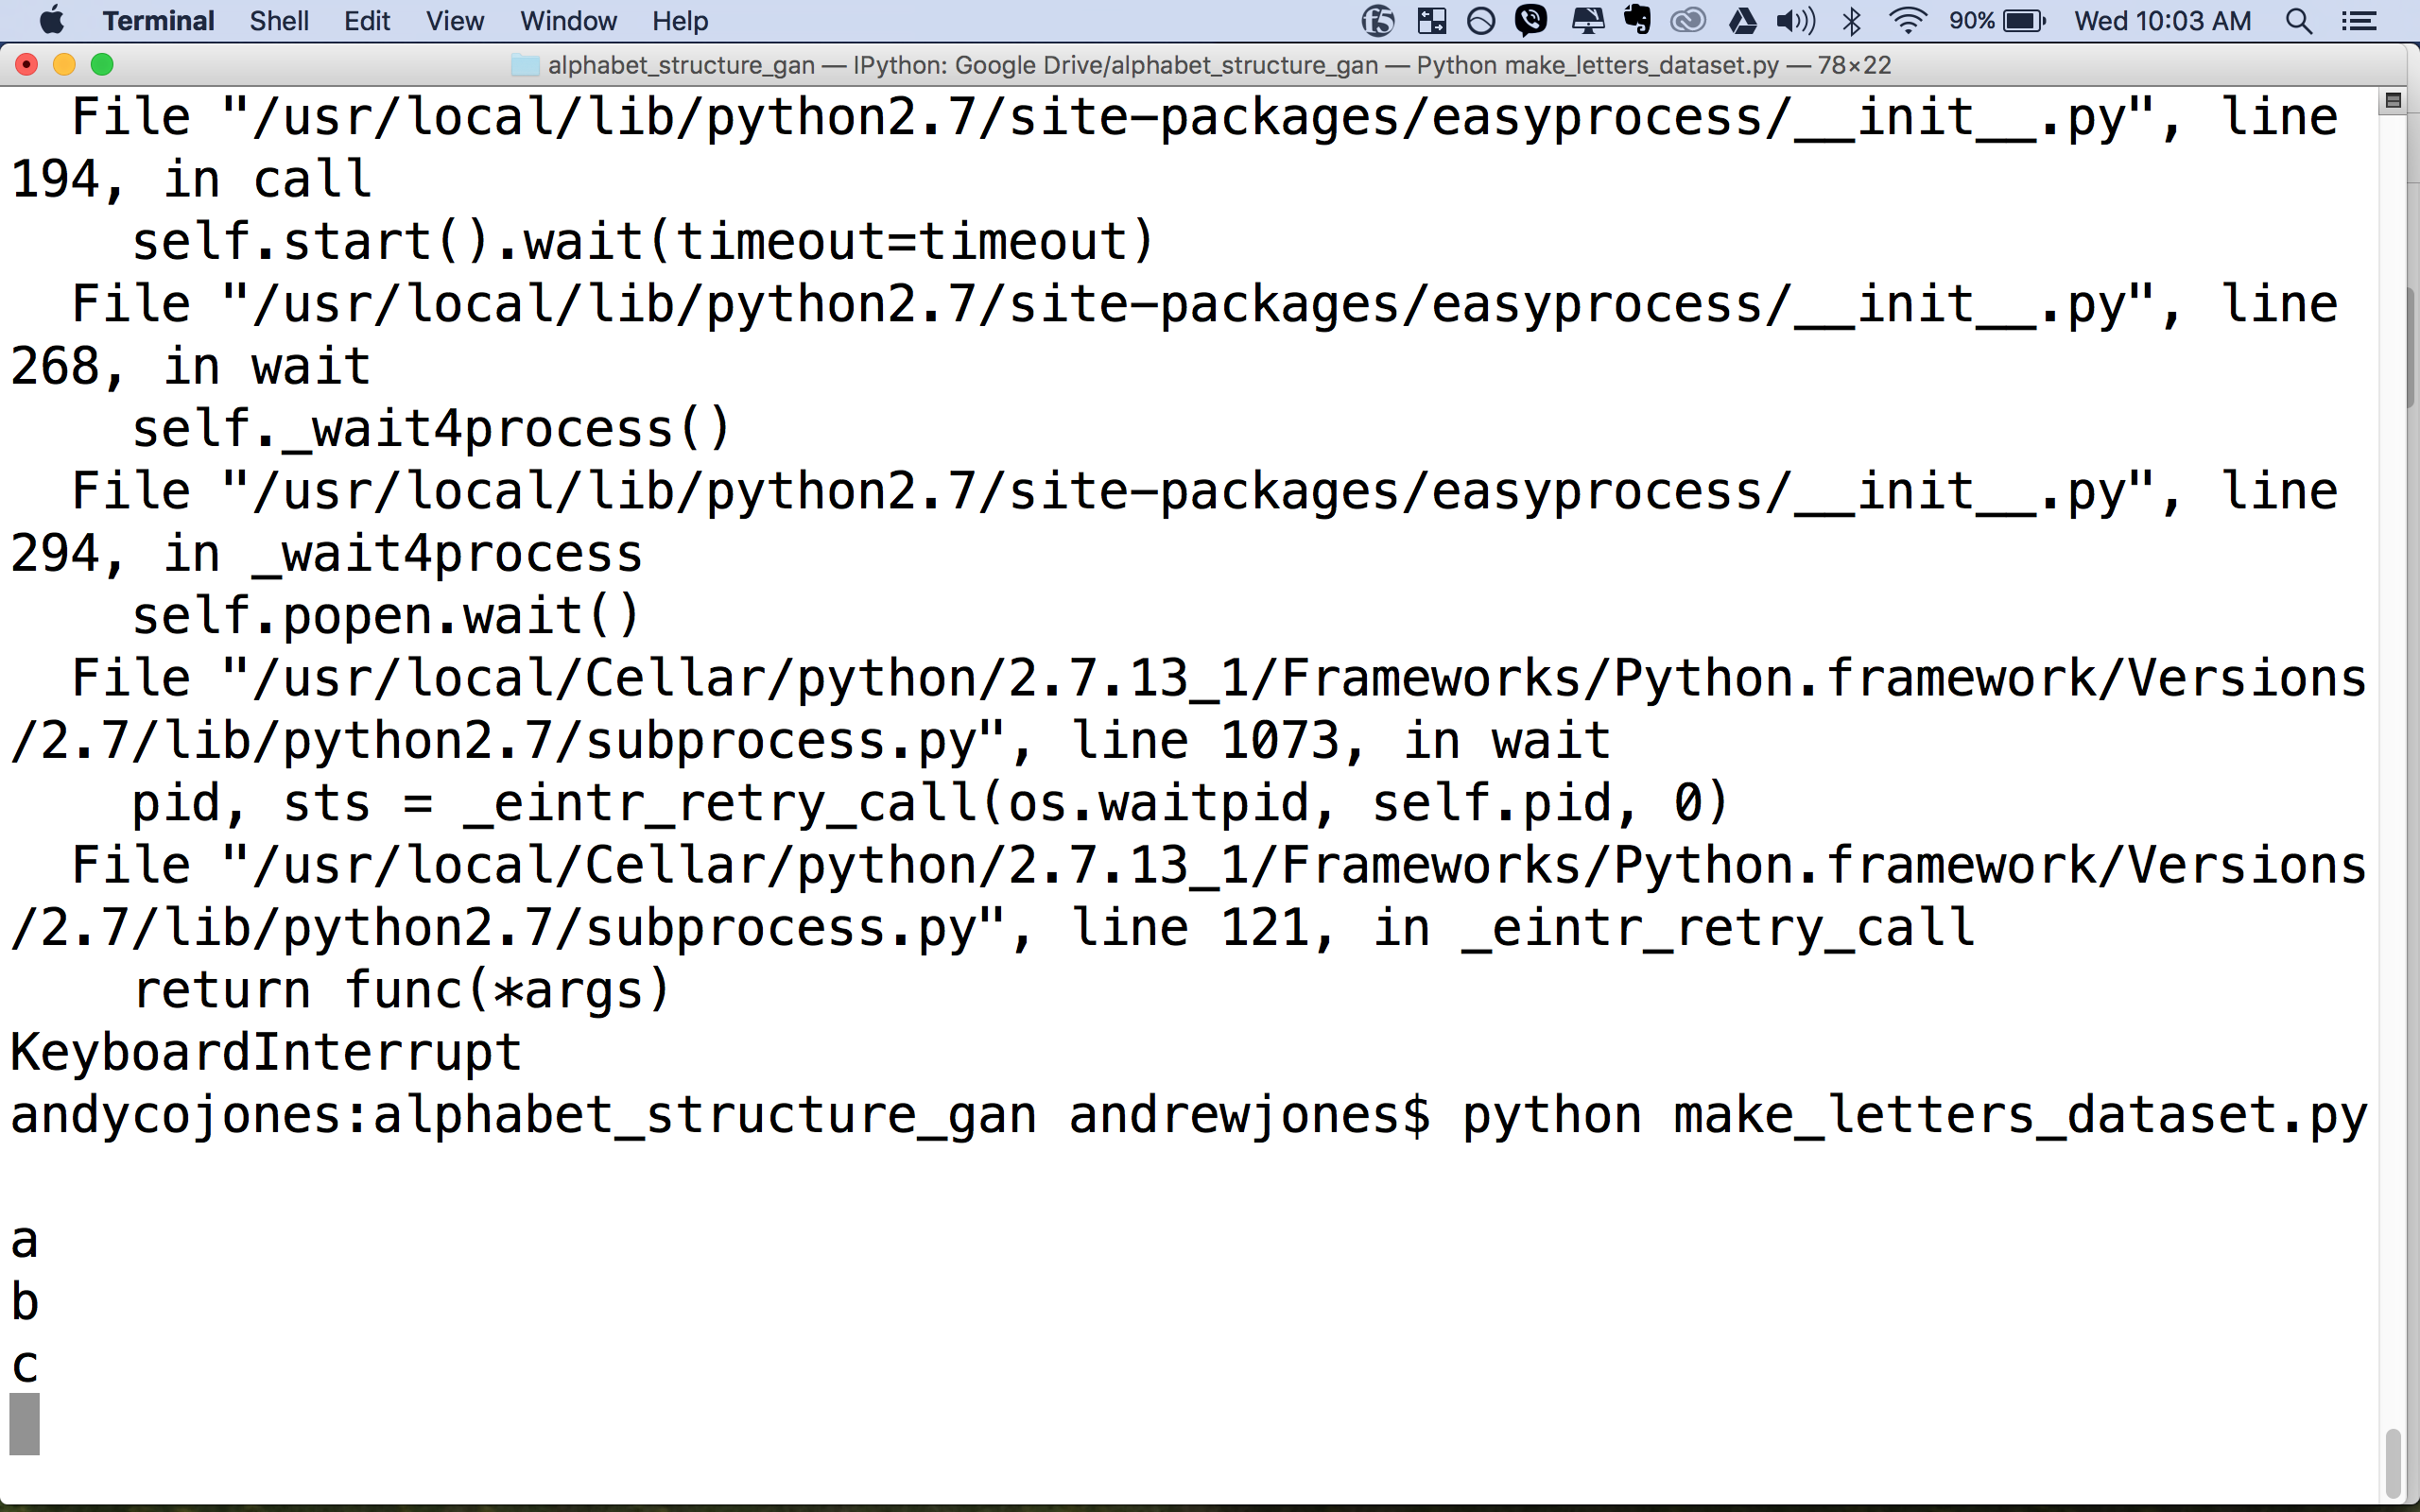 Terminal Shell Edit View Window Help f5 90% Wed 10:03 AM
alphabet_structure_gan — IPython: Google Drive/alphabet_structure_gan — Python make_letters_dataset.py — 78×22
  File "/usr/local/lib/python2.7/site-packages/easyprocess/__init__.py", line
194, in call
    self.start().wait(timeout=timeout)
  File "/usr/local/lib/python2.7/site-packages/easyprocess/__init__.py", line
268, in wait
    self._wait4process()
  File "/usr/local/lib/python2.7/site-packages/easyprocess/__init__.py", line
294, in _wait4process
    self.popen.wait()
  File "/usr/local/Cellar/python/2.7.13_1/Frameworks/Python.framework/Versions
/2.7/lib/python2.7/subprocess.py", line 1073, in wait
    pid, sts = _eintr_retry_call(os.waitpid, self.pid, 0)
  File "/usr/local/Cellar/python/2.7.13_1/Frameworks/Python.framework/Versions
/2.7/lib/python2.7/subprocess.py", line 121, in _eintr_retry_call
    return func(*args)
KeyboardInterrupt
andycojones:alphabet_structure_gan andrewjones$ python make_letters_dataset.py
a
b
c